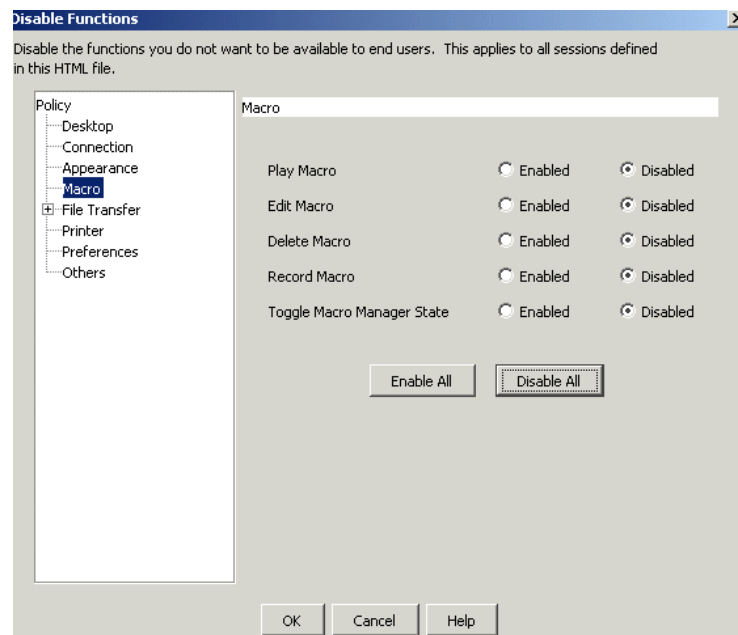 Disable Functions
Disable the functions you do not want to be available to end users. This applies to all sessions defined
in this HTML file.
Policy
Desktop
Connection
Appearance
Macro
File Transfer
Printer
Preferences
Others
Macro
Play Macro Enabled Disabled
Edit Macro Enabled Disabled
Delete Macro Enabled Disabled
Record Macro Enabled Disabled
Toggle Macro Manager State Enabled Disabled
Enable All Disable All
OK Cancel Help